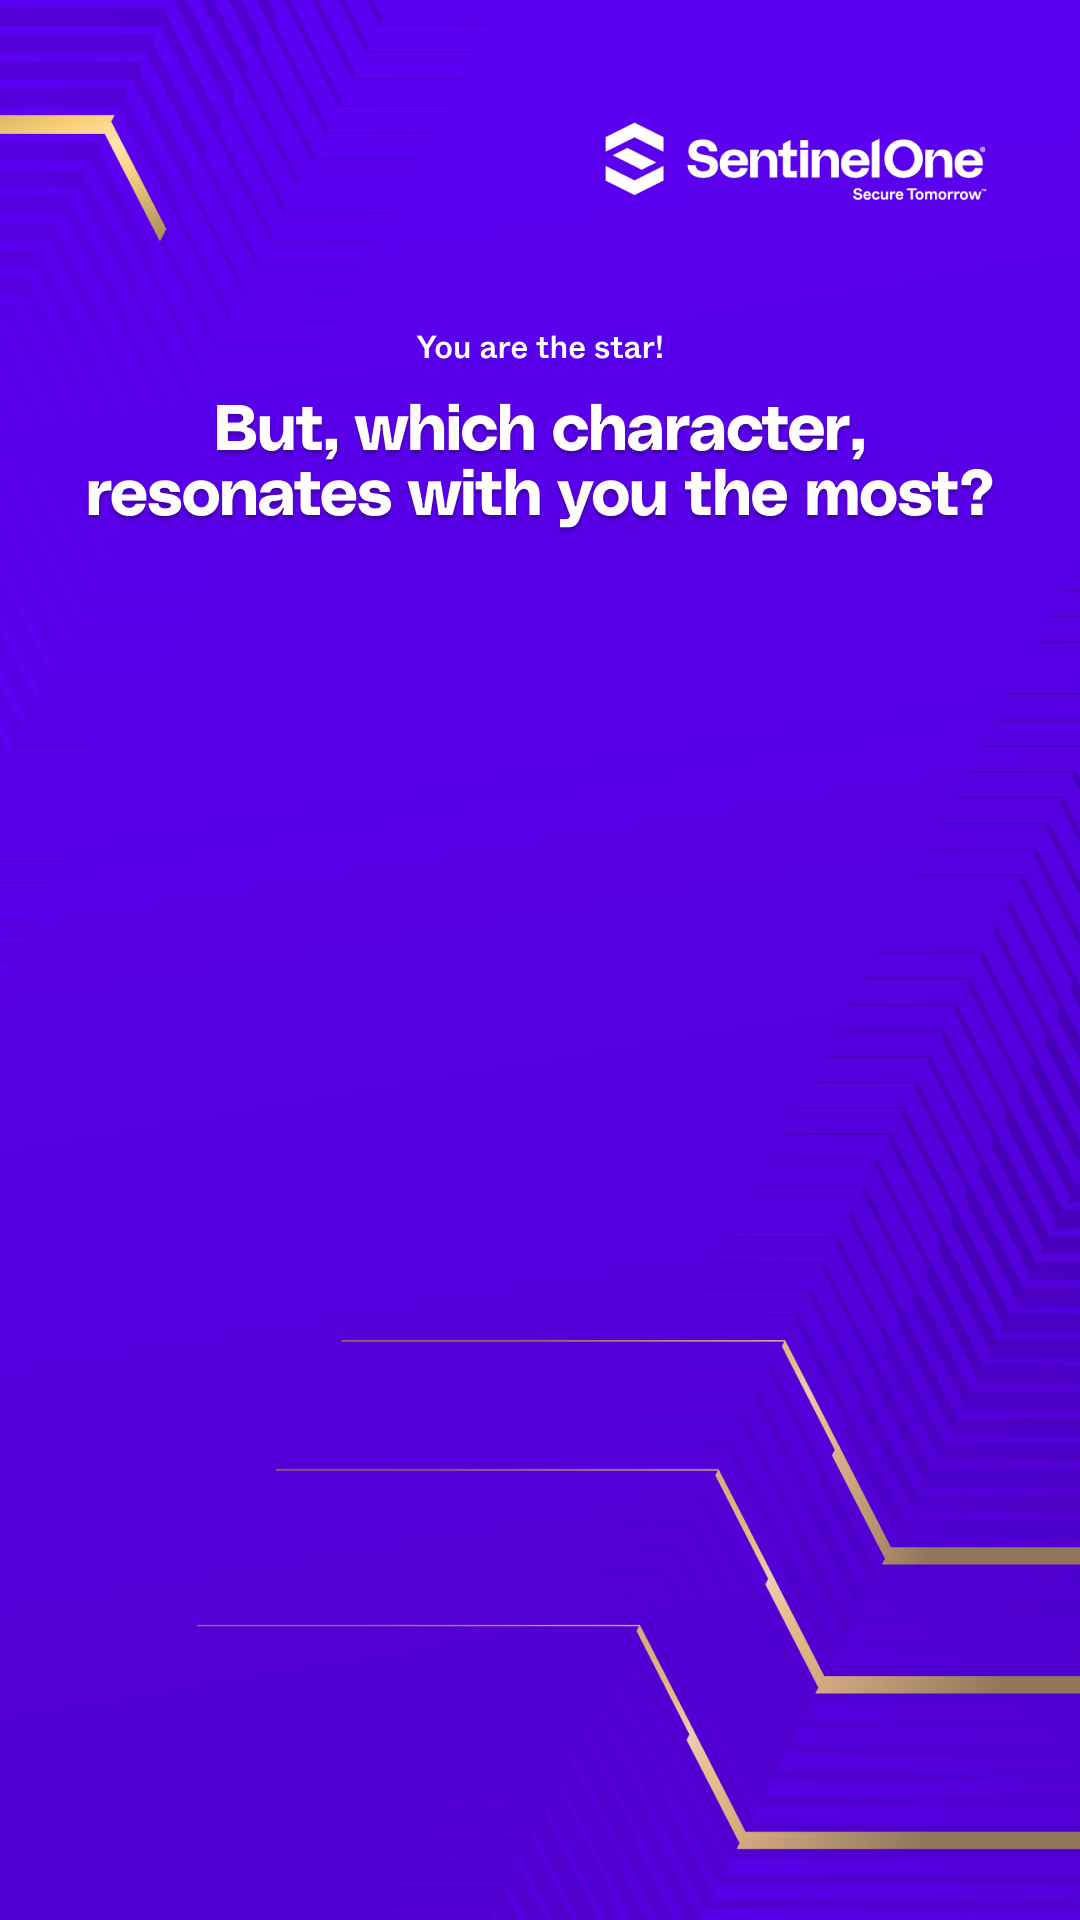 SentinelOne®
Secure Tomorrow™
You are the star!
But, which character,
resonates with you the most?